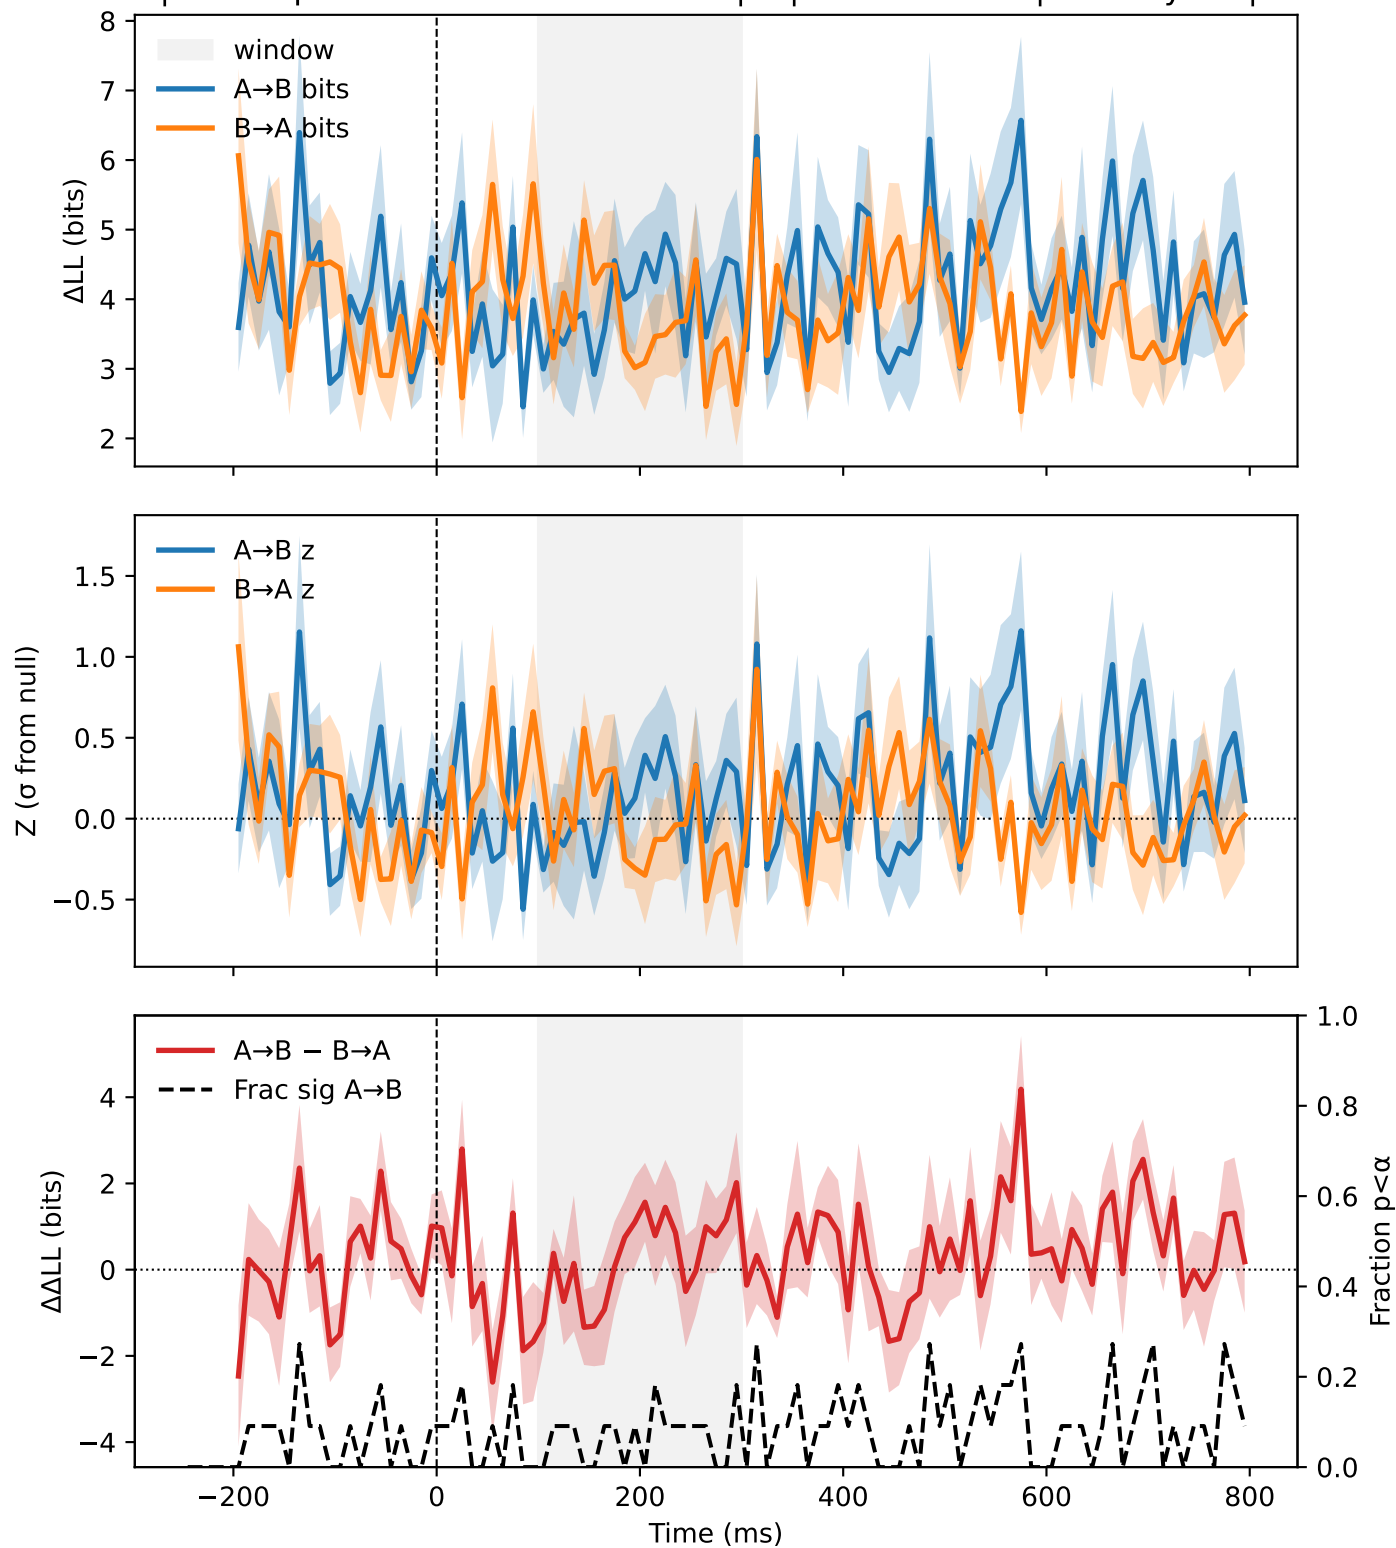 8
7
6
5
4
3
2
ΔLL (bits)
window
A→B bits
B→A bits
1.5
1.0
0.5
0.0
−0.5
Z (σ from null)
A→B z
B→A z
4
2
0
−2
−4
ΔΔLL (bits)
A→B − B→A
Frac sig A→B
1.0
0.8
0.6
0.4
0.2
0.0
Fraction p<α
−200 0 200 400 600 800
Time (ms)